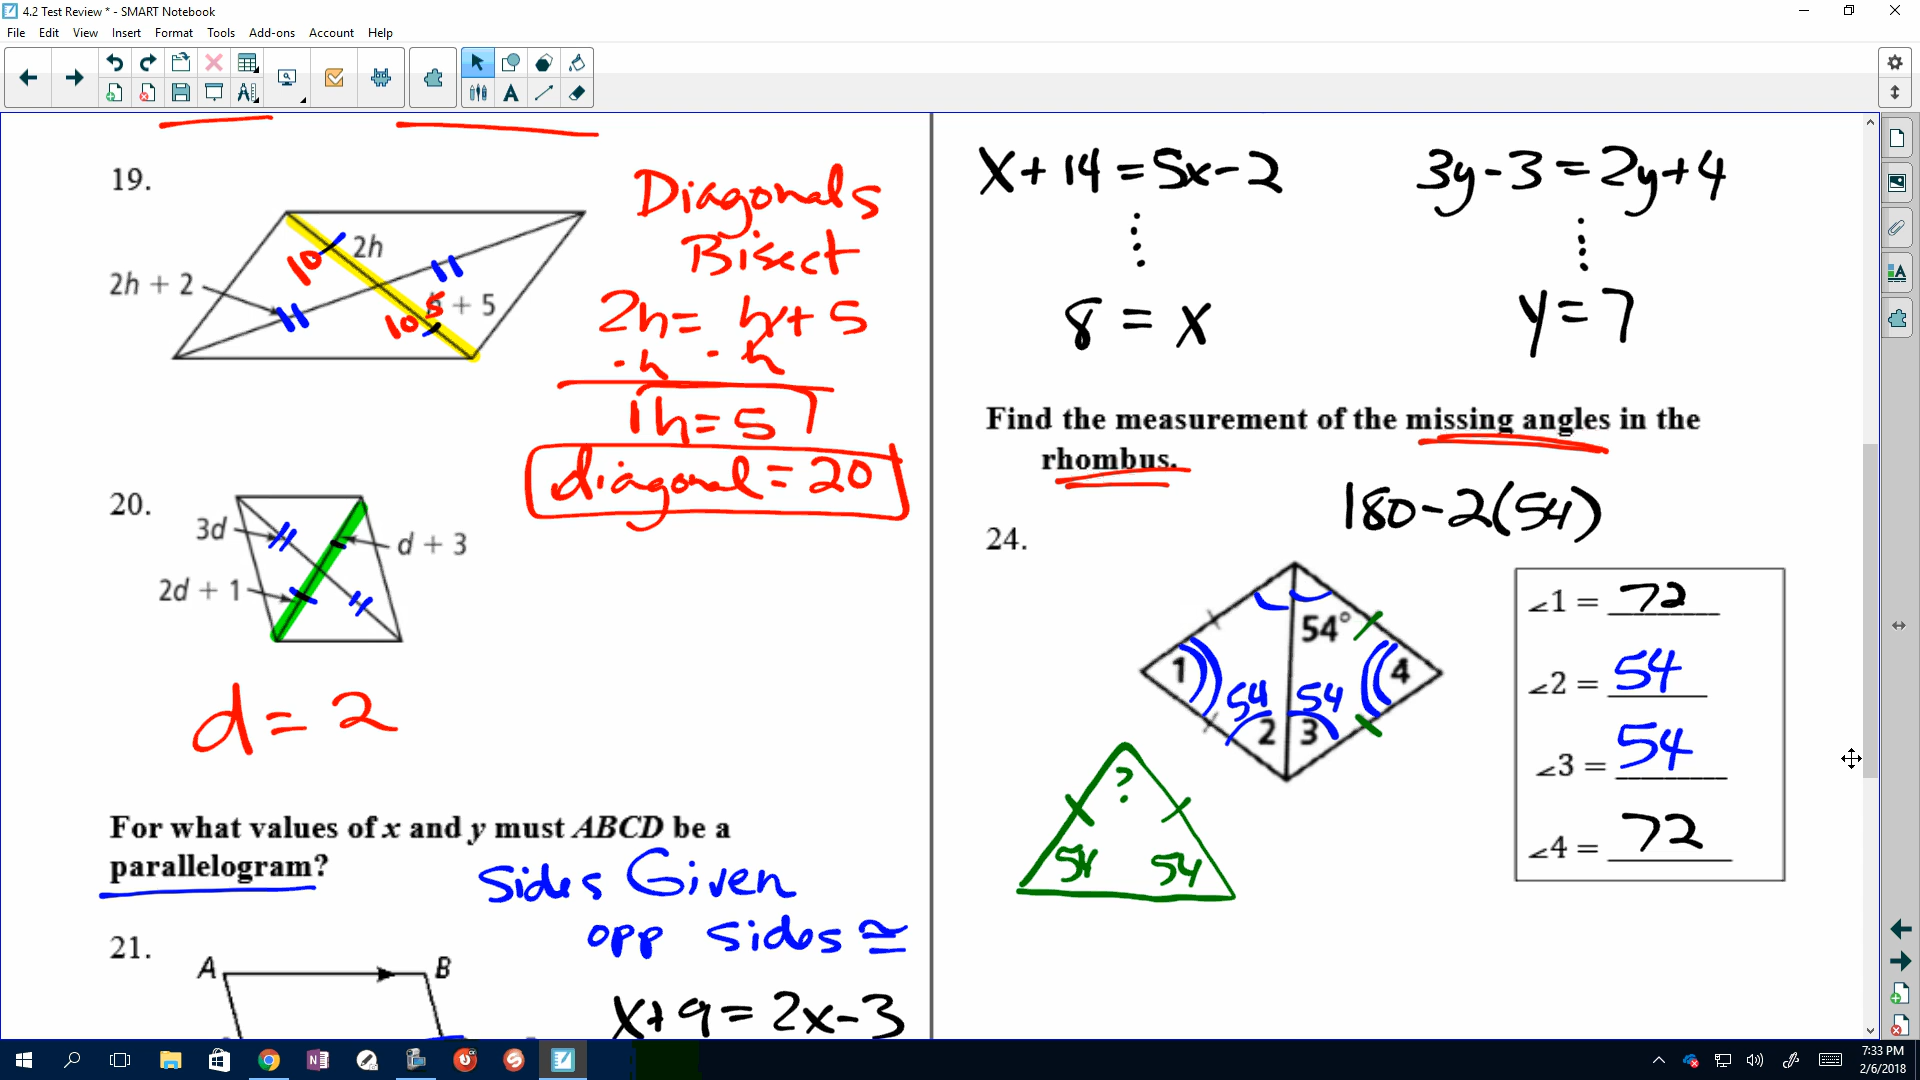 4.2 Test Review * - SMART Notebook
File Edit View Insert Format Tools Add-ons Account Help
19.
2h
10
2h + 2
5
+ 5
10
Diagonals
Bisect
2h = h + 5
-h -h
1h = 5
diagonal = 20
20.
3d
d + 3
2d + 1
d = 2
For what values of x and y must ABCD be a
parallelogram?
Sides Given
opp sides ≅
21.
A B
x + 9 = 2x - 3
x + 14 = 5x - 2
8 = x
3y - 3 = 2y + 4
y = 7
Find the measurement of the missing angles in the
rhombus.
180 - 2(54)
24.
54°
1 4
54 54
2 3
?
54 54
∠1 = 72
∠2 = 54
∠3 = 54
∠4 = 72
7:33 PM
2/6/2018